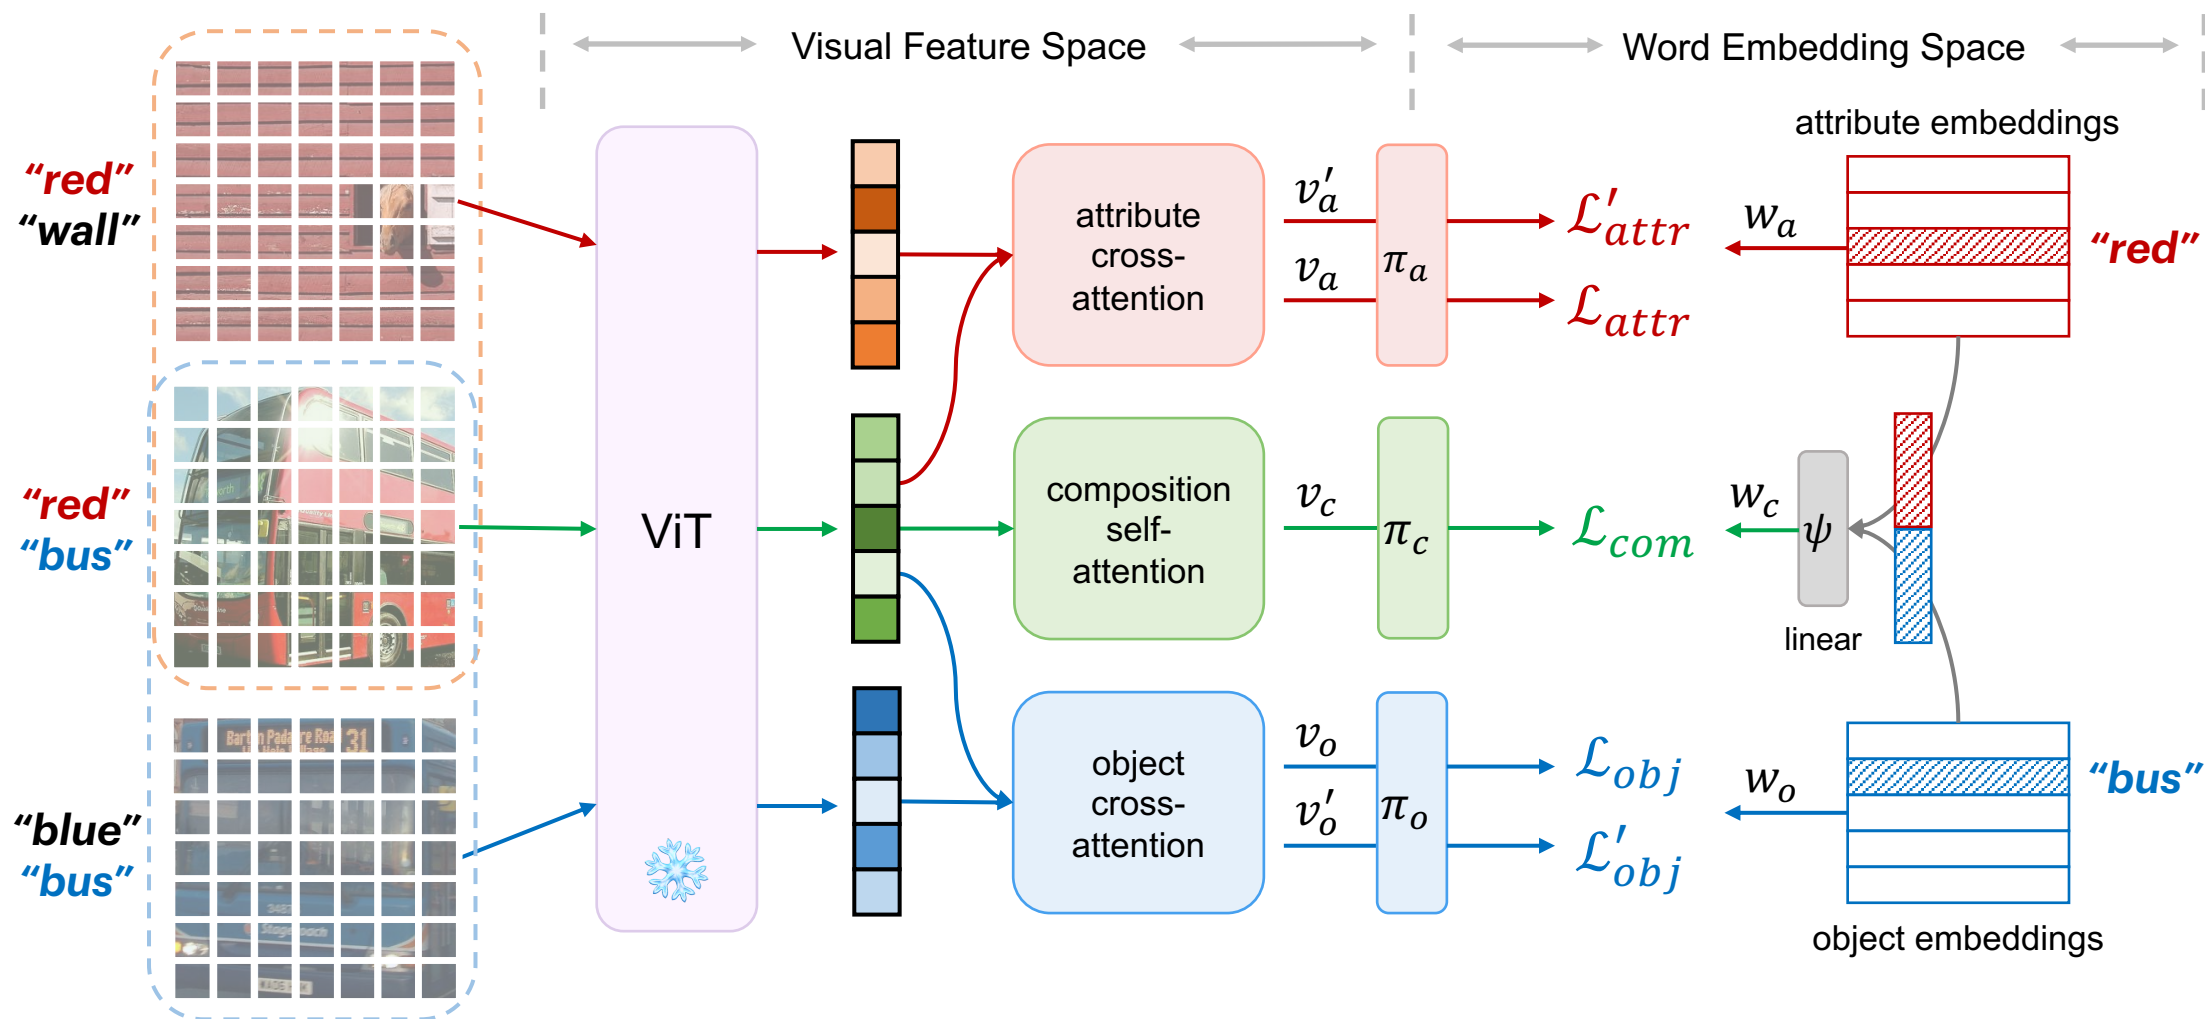 Visual Feature Space
Word Embedding Space
“red”
“wall”
“red”
“bus”
“blue”
“bus”
31
Stagecoach
ViT
attribute
cross-
attention
composition
self-
attention
object
cross-
attention
v′a
va
vc
vo
v′o
πa
πc
πo
ℒ′attr
ℒattr
ℒcom
ℒobj
ℒ′obj
attribute embeddings
wa
“red”
wc
ψ
linear
wo
“bus”
object embeddings